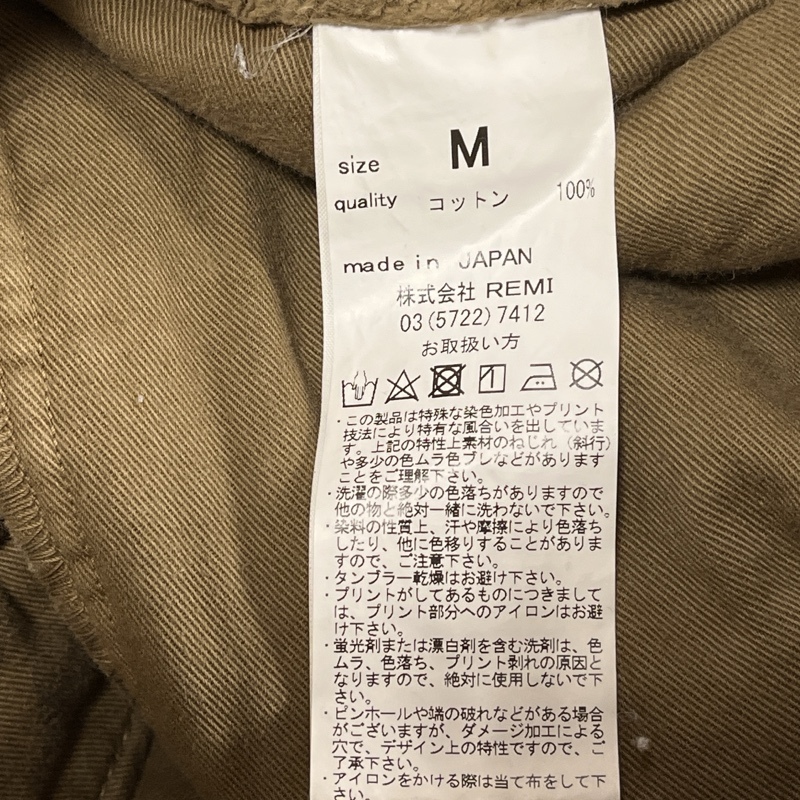 size M
quality コットン 100%
made in JAPAN
株式会社 REMI
03(5722)7412
お取扱い方
・この製品は特殊な染色加工やプリント
技法により特有な風合いを出していま
す。上記の特性上素材のねじれ（斜行）
や多少の色ムラ色ブレなどがあります
ことをご理解下さい。
・洗濯の際多少の色落ちがありますので
他の物と絶対一緒に洗わないで下さい。
・染料の性質上、汗や摩擦により色落ち
したり、他に色移りすることがありま
すので、ご注意下さい。
・タンブラー乾燥はお避け下さい。
・プリントがしてあるものにつきまして
は、プリント部分へのアイロンはお避
け下さい。
・蛍光剤または漂白剤を含む洗剤は、色
ムラ、色落ち、プリント剥れの原因と
なりますので、絶対に使用しないで下
さい。
・ピンホールや端の破れなどがある場合
がございますが、ダメージ加工による
穴で、デザイン上の特性ですので、ご
了承下さい。
・アイロンをかける際は当て布をして下
さい。